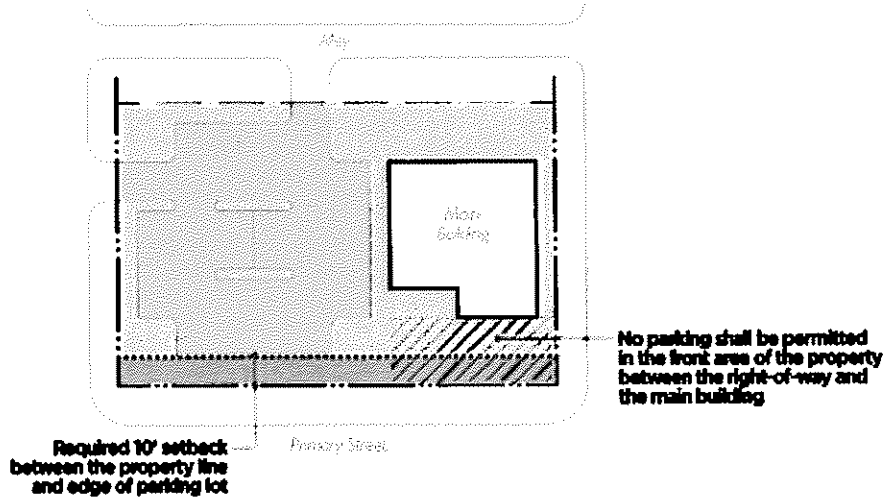 Alley
Main
Building
No parking shall be permitted
in the front area of the property
between the right-of-way and
the main building
Required 10' setback
between the property line
and edge of parking lot
Primary Street